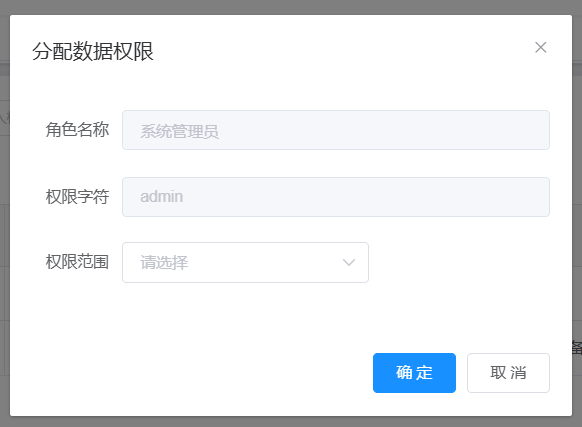 分配数据权限
角色名称 系统管理员
权限字符 admin
权限范围 请选择
确 定 取 消